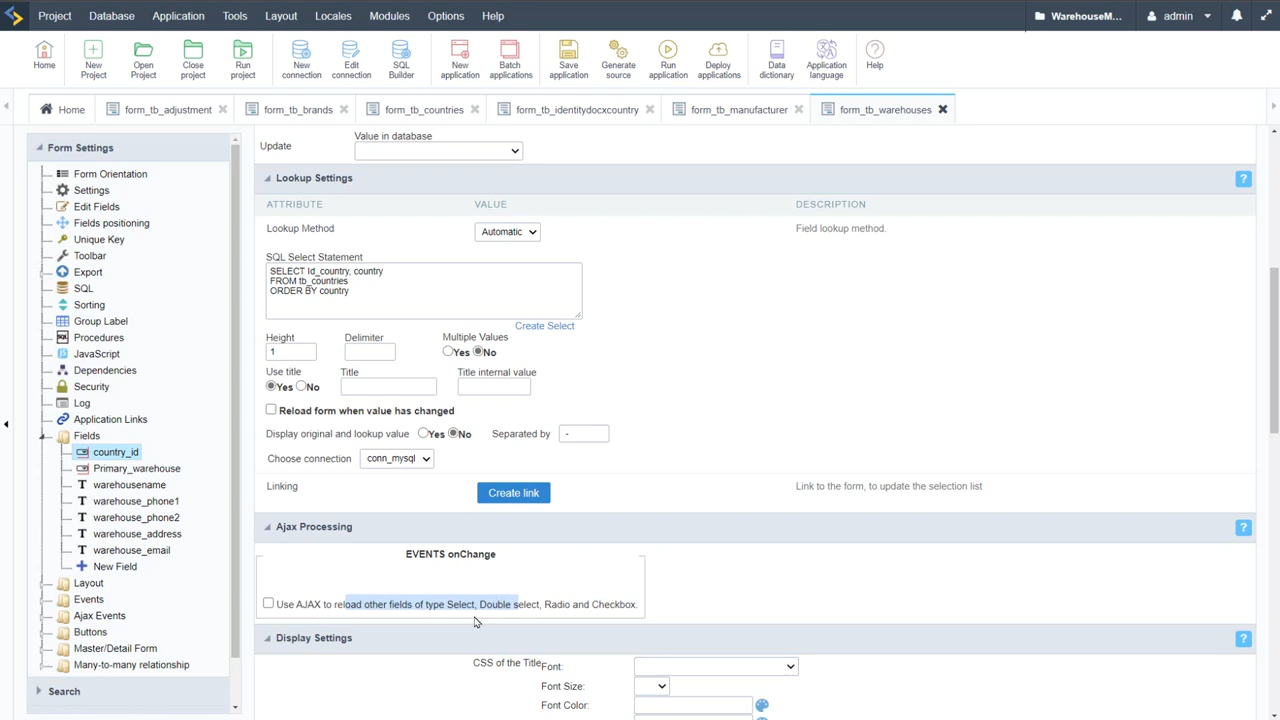 Project Database Application Tools Layout Locales Modules Options Help WarehouseM... admin
Home New Project Open Project Close project Run project New connection Edit connection SQL Builder New application Batch applications Save application Generate source Run application Deploy applications Data dictionary Application language Help
Home form_tb_adjustment form_tb_brands form_tb_countries form_tb_identitydocxcountry form_tb_manufacturer form_tb_warehouses
Form Settings
Form Orientation
Settings
Edit Fields
Fields positioning
Unique Key
Toolbar
Export
SQL
Sorting
Group Label
Procedures
JavaScript
Dependencies
Security
Log
Application Links
Fields
country_id
Primary_warehouse
warehousename
warehouse_phone1
warehouse_phone2
warehouse_address
warehouse_email
New Field
Layout
Events
Ajax Events
Buttons
Master/Detail Form
Many-to-many relationship
Search
Value in database
Update
Lookup Settings ?
ATTRIBUTE VALUE DESCRIPTION
Lookup Method Automatic Field lookup method.
SQL Select Statement
SELECT Id_country, country
FROM tb_countries
ORDER BY country
Create Select
Height Delimiter Multiple Values
1 Yes No
Use title Title Title internal value
Yes No
Reload form when value has changed
Display original and lookup value Yes No Separated by -
Choose connection conn_mysql
Linking Create link Link to the form, to update the selection list
Ajax Processing ?
EVENTS onChange
Use AJAX to reload other fields of type Select, Double select, Radio and Checkbox.
Display Settings ?
CSS of the Title Font:
Font Size:
Font Color: